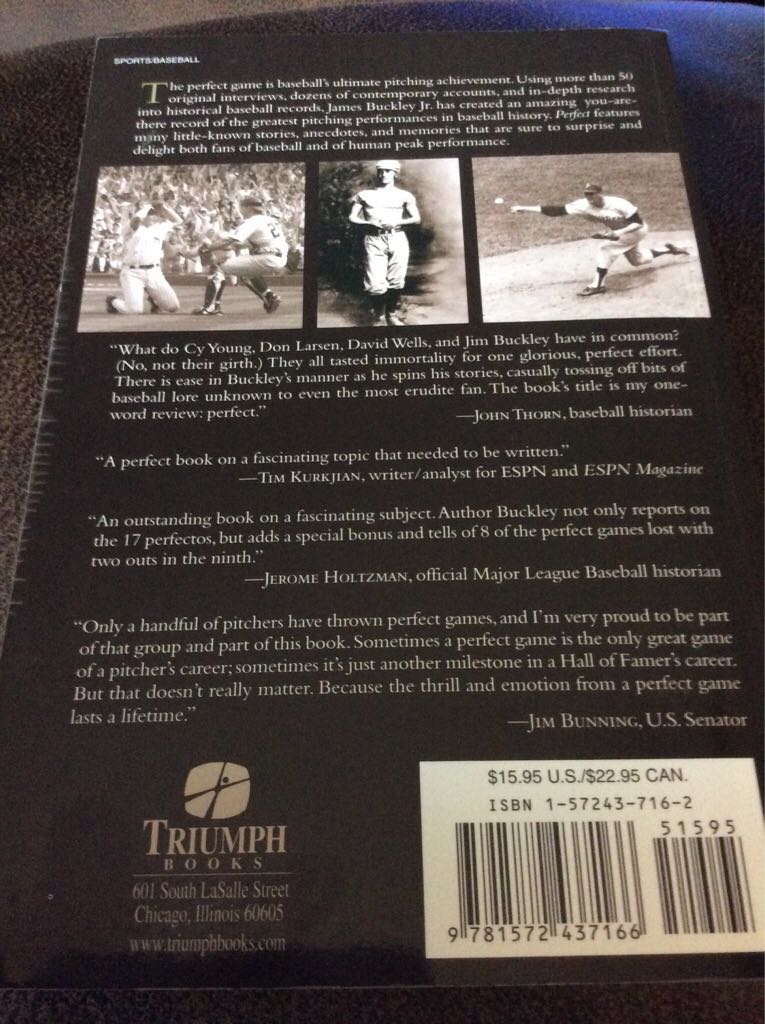 SPORTS/BASEBALL
The perfect game is baseball's ultimate pitching achievement. Using more than 50
original interviews, dozens of contemporary accounts, and in-depth research
into historical baseball records, James Buckley Jr. has created an amazing you-are-
there record of the greatest pitching performances in baseball history. Perfect features
many little-known stories, anecdotes, and memories that are sure to surprise and
delight both fans of baseball and of human peak performance.
“What do Cy Young, Don Larsen, David Wells, and Jim Buckley have in common?
(No, not their girth.) They all tasted immortality for one glorious, perfect effort.
There is ease in Buckley's manner as he spins his stories, casually tossing off bits of
baseball lore unknown to even the most erudite fan. The book's title is my one-
word review: perfect.”
—JOHN THORN, baseball historian
“A perfect book on a fascinating topic that needed to be written.”
—TIM KURKJIAN, writer/analyst for ESPN and ESPN Magazine
“An outstanding book on a fascinating subject. Author Buckley not only reports on
the 17 perfectos, but adds a special bonus and tells of 8 of the perfect games lost with
two outs in the ninth.”
—JEROME HOLTZMAN, official Major League Baseball historian
“Only a handful of pitchers have thrown perfect games, and I'm very proud to be part
of that group and part of this book. Sometimes a perfect game is the only great game
of a pitcher's career; sometimes it's just another milestone in a Hall of Famer's career.
But that doesn't really matter. Because the thrill and emotion from a perfect game
lasts a lifetime.”
—JIM BUNNING, U.S. Senator
TRIUMPH
BOOKS
601 South LaSalle Street
Chicago, Illinois 60605
www.triumphbooks.com
$15.95 U.S./$22.95 CAN.
ISBN 1-57243-716-2
51595
9 781572 437166